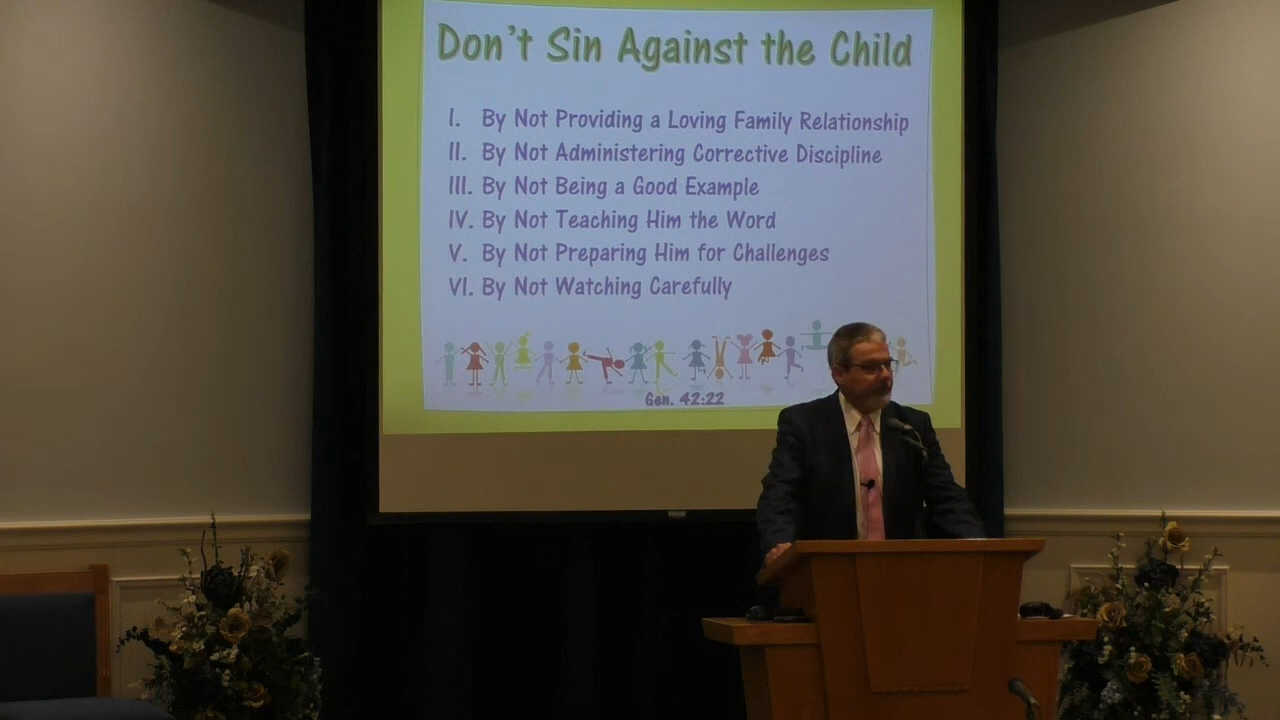 Don't Sin Against the Child
I. By Not Providing a Loving Family Relationship
II. By Not Administering Corrective Discipline
III. By Not Being a Good Example
IV. By Not Teaching Him the Word
V. By Not Preparing Him for Challenges
VI. By Not Watching Carefully
Gen. 42:22